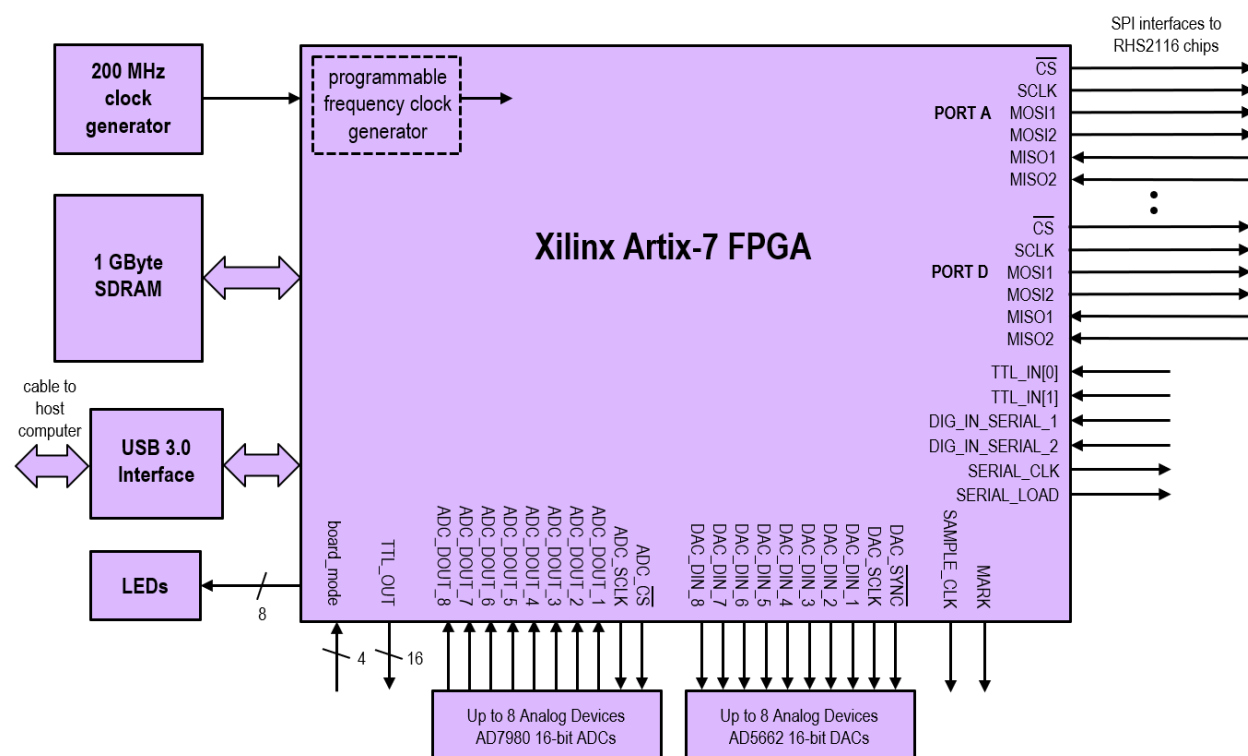 200 MHz
clock
generator
programmable
frequency clock
generator
SPI interfaces to
RHS2116 chips
PORT A
CS
SCLK
MOSI1
MOSI2
MISO1
MISO2
Xilinx Artix-7 FPGA
PORT D
CS
SCLK
MOSI1
MOSI2
MISO1
MISO2
1 GByte
SDRAM
TTL_IN[0]
TTL_IN[1]
DIG_IN_SERIAL_1
DIG_IN_SERIAL_2
SERIAL_CLK
SERIAL_LOAD
cable to
host
computer
USB 3.0
Interface
LEDs
8
board_mode
4
TTL_OUT
16
ADC_DOUT_8
ADC_DOUT_7
ADC_DOUT_6
ADC_DOUT_5
ADC_DOUT_4
ADC_DOUT_3
ADC_DOUT_2
ADC_DOUT_1
ADC_SCLK
ADC_CS
DAC_DIN_8
DAC_DIN_7
DAC_DIN_6
DAC_DIN_5
DAC_DIN_4
DAC_DIN_3
DAC_DIN_2
DAC_DIN_1
DAC_SCLK
DAC_SYNC
SAMPLE_CLK
MARK
Up to 8 Analog Devices
AD7980 16-bit ADCs
Up to 8 Analog Devices
AD5662 16-bit DACs